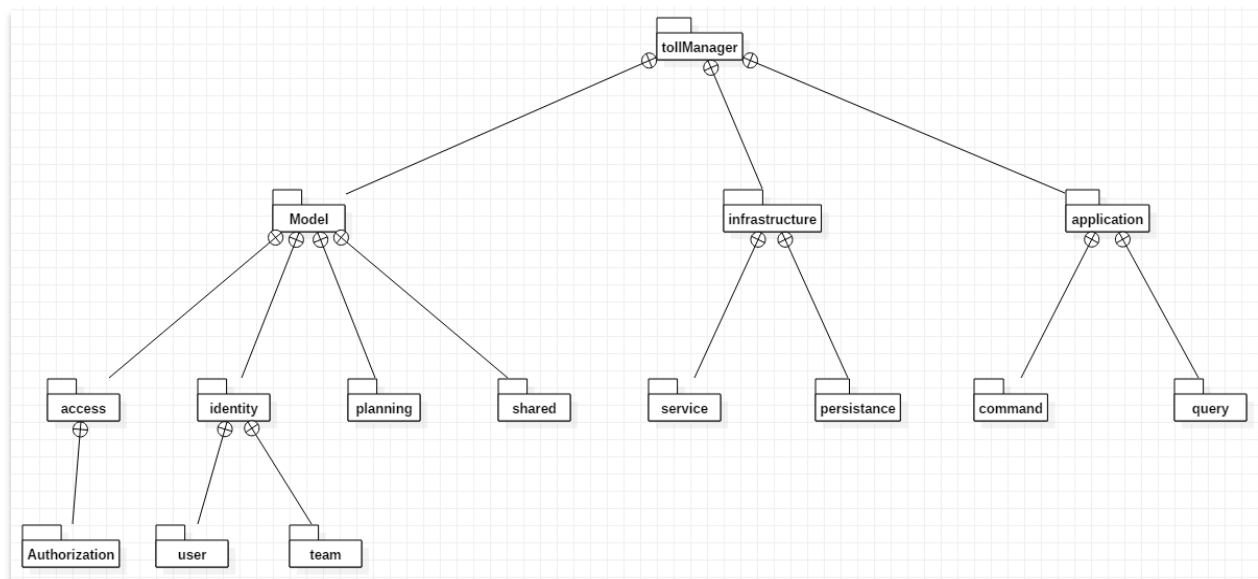 tollManager
Model
infrastructure
application
access
identity
planning
shared
service
persistance
command
query
Authorization
user
team